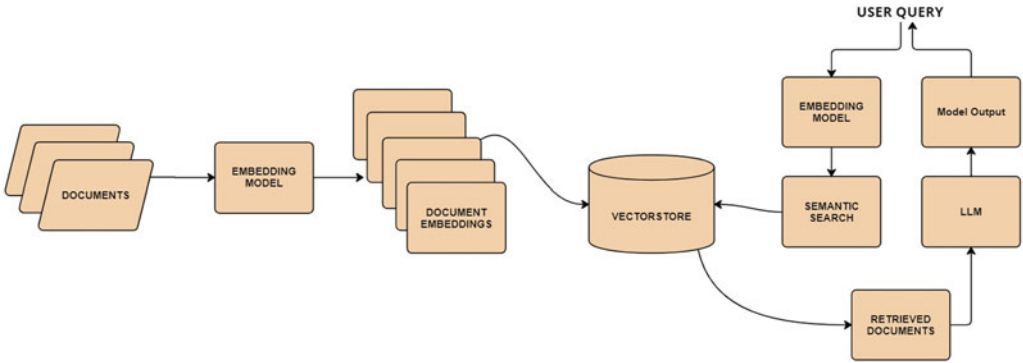 USER QUERY
DOCUMENTS
EMBEDDING
MODEL
DOCUMENT
EMBEDDINGS
VECTORSTORE
EMBEDDING
MODEL
SEMANTIC
SEARCH
RETRIEVED
DOCUMENTS
LLM
Model Output